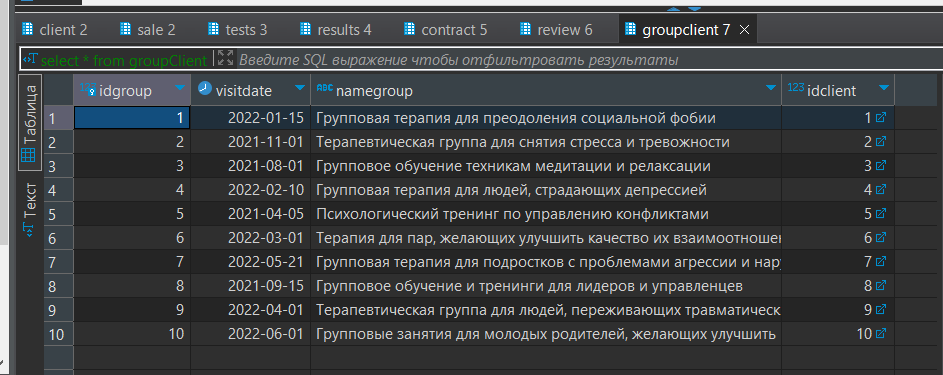 client 2 sale 2 tests 3 results 4 contract 5 review 6 groupclient 7
select * from groupClient Введите SQL выражение чтобы отфильтровать результаты
Таблица
Текст
idgroup visitdate namegroup idclient
1 1 2022-01-15 Групповая терапия для преодоления социальной фобии 1
2 2 2021-11-01 Терапевтическая группа для снятия стресса и тревожности 2
3 3 2021-08-01 Групповое обучение техникам медитации и релаксации 3
4 4 2022-02-10 Групповая терапия для людей, страдающих депрессией 4
5 5 2021-04-05 Психологический тренинг по управлению конфликтами 5
6 6 2022-03-01 Терапия для пар, желающих улучшить качество их взаимоотноше 6
7 7 2022-05-21 Групповая терапия для подростков с проблемами агрессии и нар 7
8 8 2021-09-15 Групповое обучение и тренинги для лидеров и управленцев 8
9 9 2022-04-01 Терапевтическая группа для людей, переживающих травматическ 9
10 10 2022-06-01 Групповые занятия для молодых родителей, желающих улучшить 10